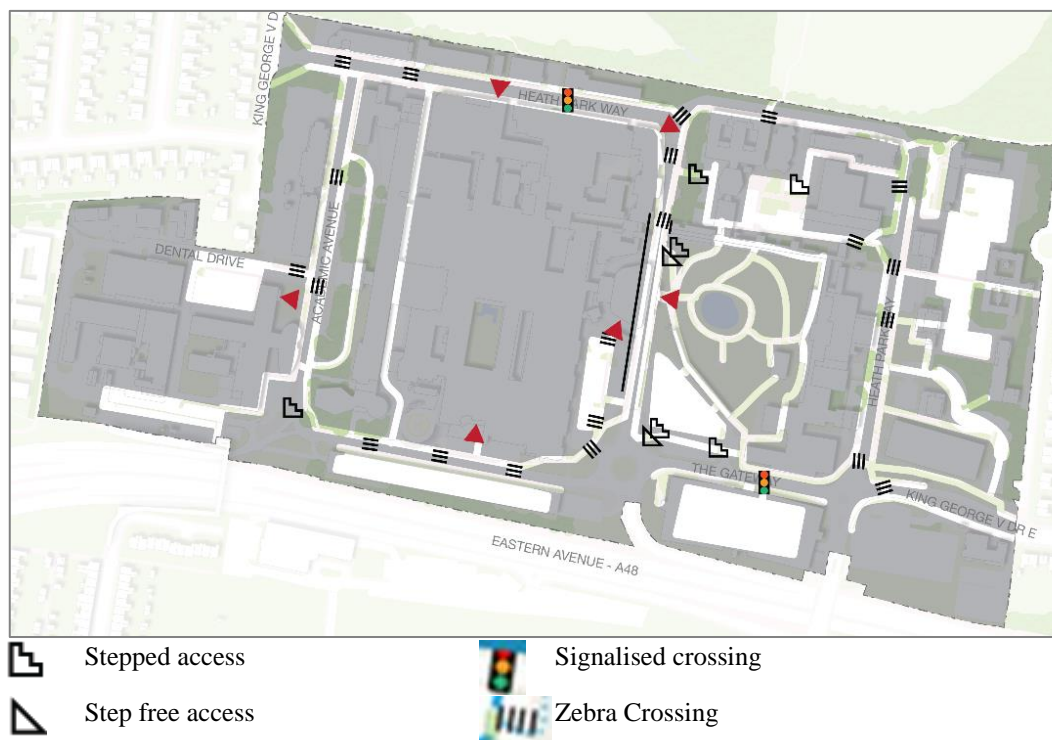 KING GEORGE V D
HEATH PARK WAY
DENTAL DRIVE
ACADEMIC AVENUE
HEATH PARK WAY
THE GATEWAY
KING GEORGE V DR E
EASTERN AVENUE - A48
Stepped access
Signalised crossing
Step free access
Zebra Crossing